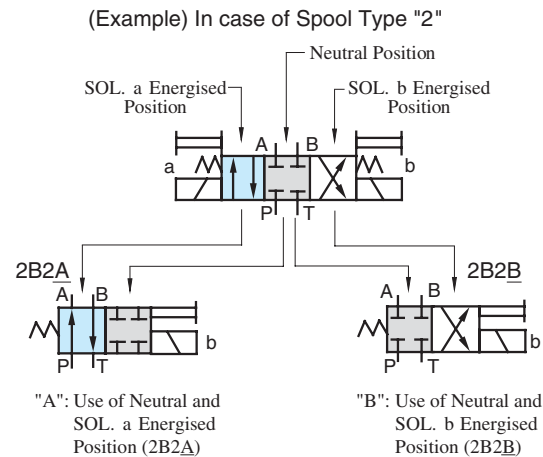 (Example) In case of Spool Type "2"
Neutral Position
SOL. a Energised
Position
SOL. b Energised
Position
A B
a b
P T
2B2A
2B2B
A B
b
P T
A B
b
P T
"A": Use of Neutral and
SOL. a Energised
Position (2B2A)
"B": Use of Neutral and
SOL. b Energised
Position (2B2B)